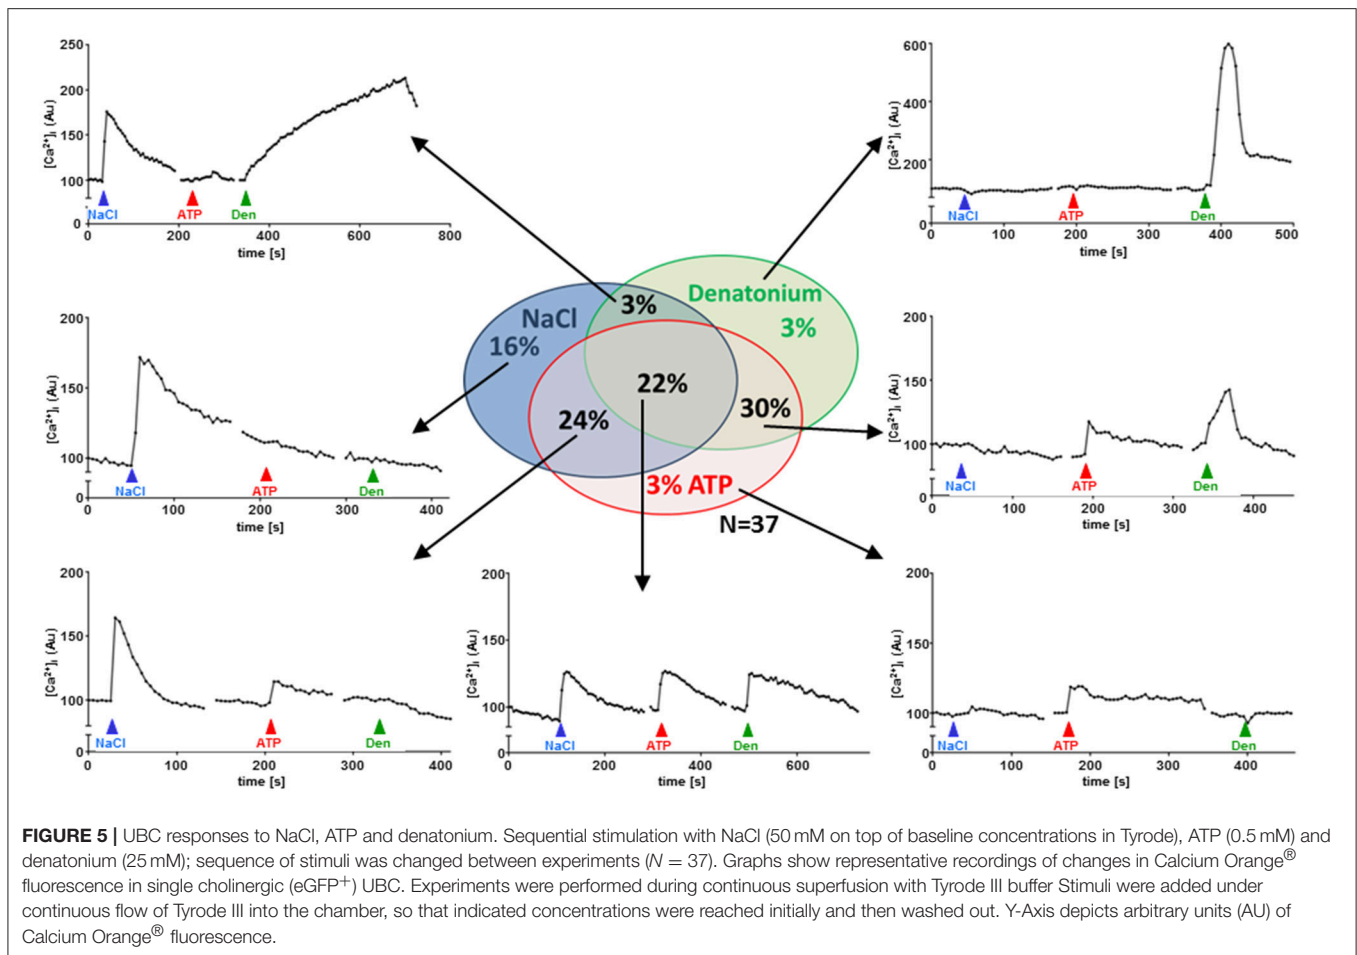 250
200
150
100
50
0
[Ca²⁺]ᵢ (Au)
NaCl
ATP
Den
0 200 400 600 800
time [s]
600
400
200
0
[Ca²⁺]ᵢ (Au)
NaCl
ATP
Den
0 100 200 300 400 500
time [s]
Denatonium
3%
3%
NaCl
16%
22%
24%
30%
3% ATP
N=37
200
150
100
0
[Ca²⁺]ᵢ (Au)
NaCl
ATP
Den
0 100 200 300 400
time [s]
200
150
100
0
[Ca²⁺]ᵢ (Au)
NaCl
ATP
Den
0 100 200 300 400
time [s]
200
150
100
0
[Ca²⁺]ᵢ (Au)
NaCl
ATP
Den
0 100 200 300 400
time [s]
200
150
100
0
[Ca²⁺]ᵢ (Au)
NaCl
ATP
Den
0 200 400 600
time [s]
200
150
100
0
[Ca²⁺]ᵢ (Au)
NaCl
ATP
Den
0 100 200 300 400
time [s]
FIGURE 5 | UBC responses to NaCl, ATP and denatonium. Sequential stimulation with NaCl (50 mM on top of baseline concentrations in Tyrode), ATP (0.5 mM) and
denatonium (25 mM); sequence of stimuli was changed between experiments (N = 37). Graphs show representative recordings of changes in Calcium Orange®
fluorescence in single cholinergic (eGFP⁺) UBC. Experiments were performed during continuous superfusion with Tyrode III buffer Stimuli were added under
continuous flow of Tyrode III into the chamber, so that indicated concentrations were reached initially and then washed out. Y-Axis depicts arbitrary units (AU) of
Calcium Orange® fluorescence.